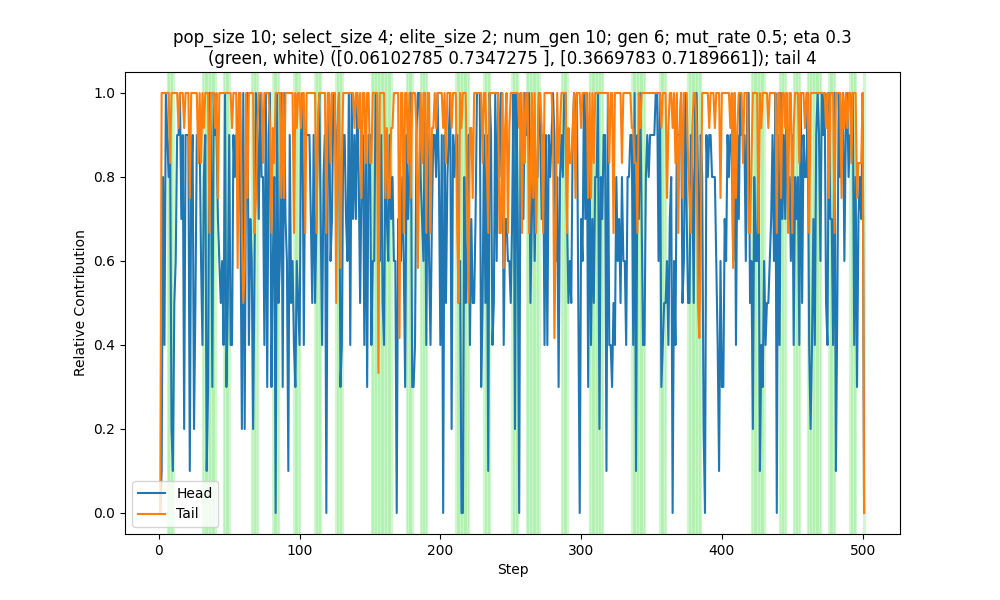 pop_size 10; select_size 4; elite_size 2; num_gen 10; gen 6; mut_rate 0.5; eta 0.3
(green, white) ([0.06102785 0.7347275 ], [0.3669783 0.7189661]); tail 4
Relative Contribution
1.0
0.8
0.6
0.4
0.2
0.0
Head
Tail
0
100
200
300
400
500
Step